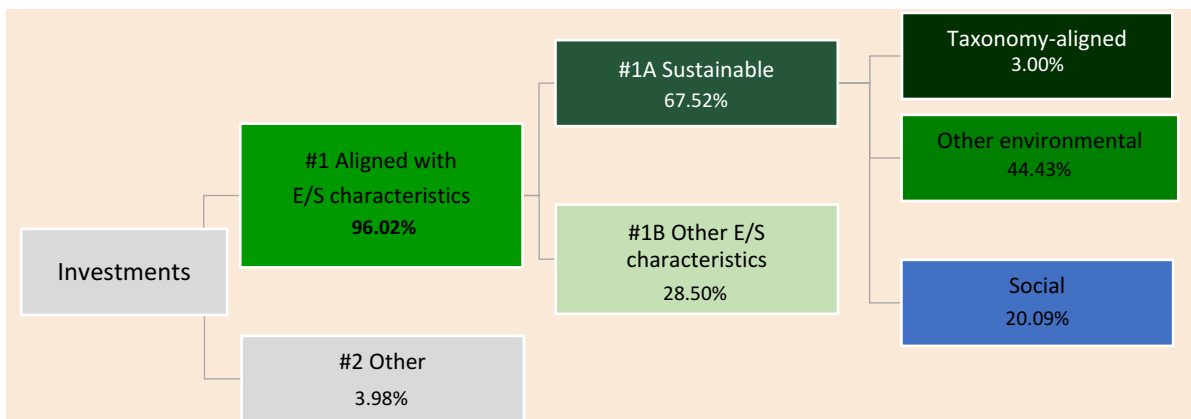 Investments
#1 Aligned with
E/S characteristics
96.02%
#2 Other
3.98%
#1A Sustainable
67.52%
#1B Other E/S
characteristics
28.50%
Taxonomy-aligned
3.00%
Other environmental
44.43%
Social
20.09%